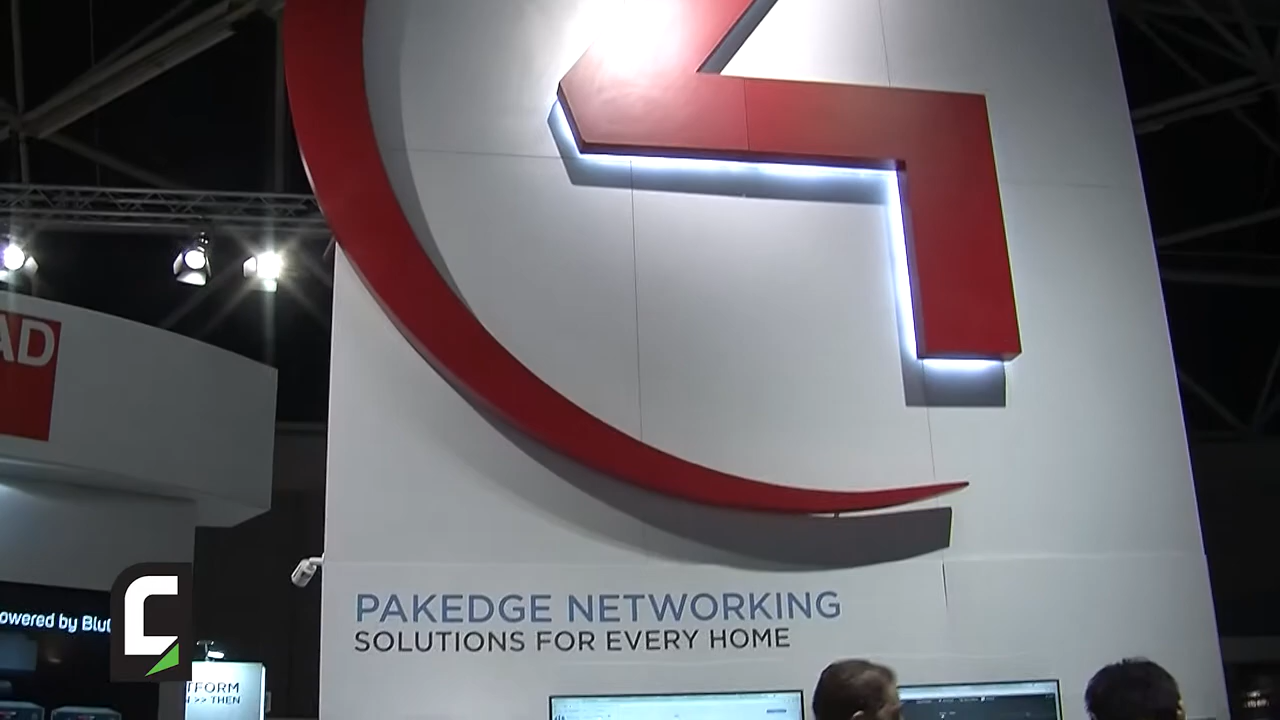 AD
PAKEDGE NETWORKING
SOLUTIONS FOR EVERY HOME
owered by Blu
TFORM
>> THEN